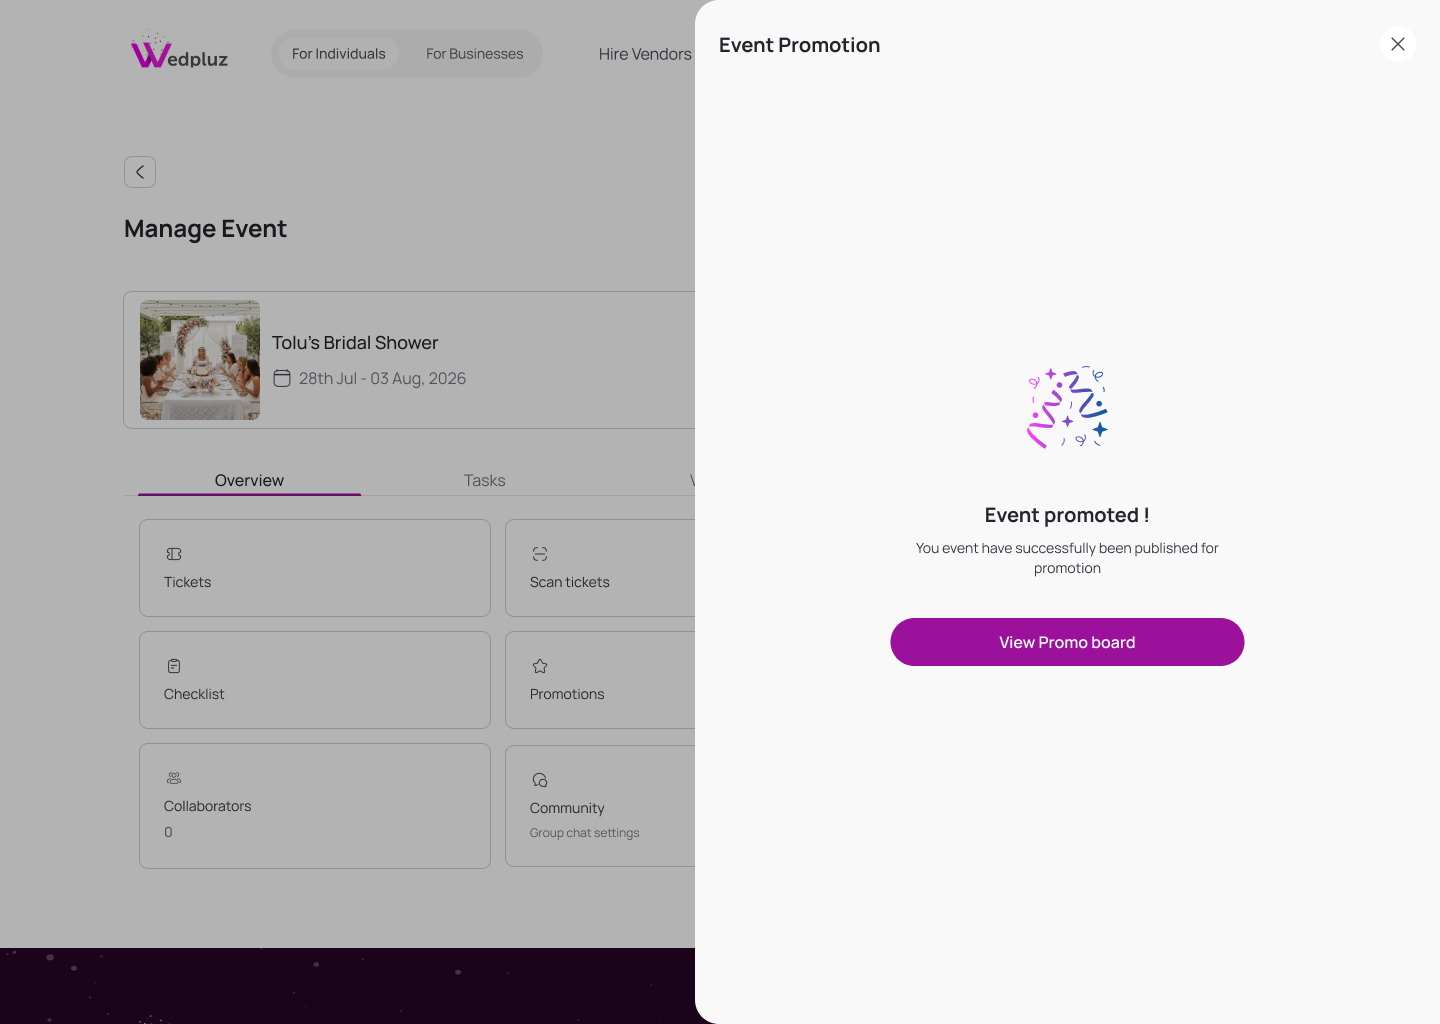 Wedpluz
For Individuals
For Businesses
Hire Vendors
Event Promotion
Manage Event
Tolu's Bridal Shower
28th Jul - 03 Aug, 2026
Overview
Tasks
Tickets
Scan tickets
Checklist
Promotions
Collaborators
0
Community
Group chat settings
Event promoted !
You event have successfully been published for
promotion
View Promo board